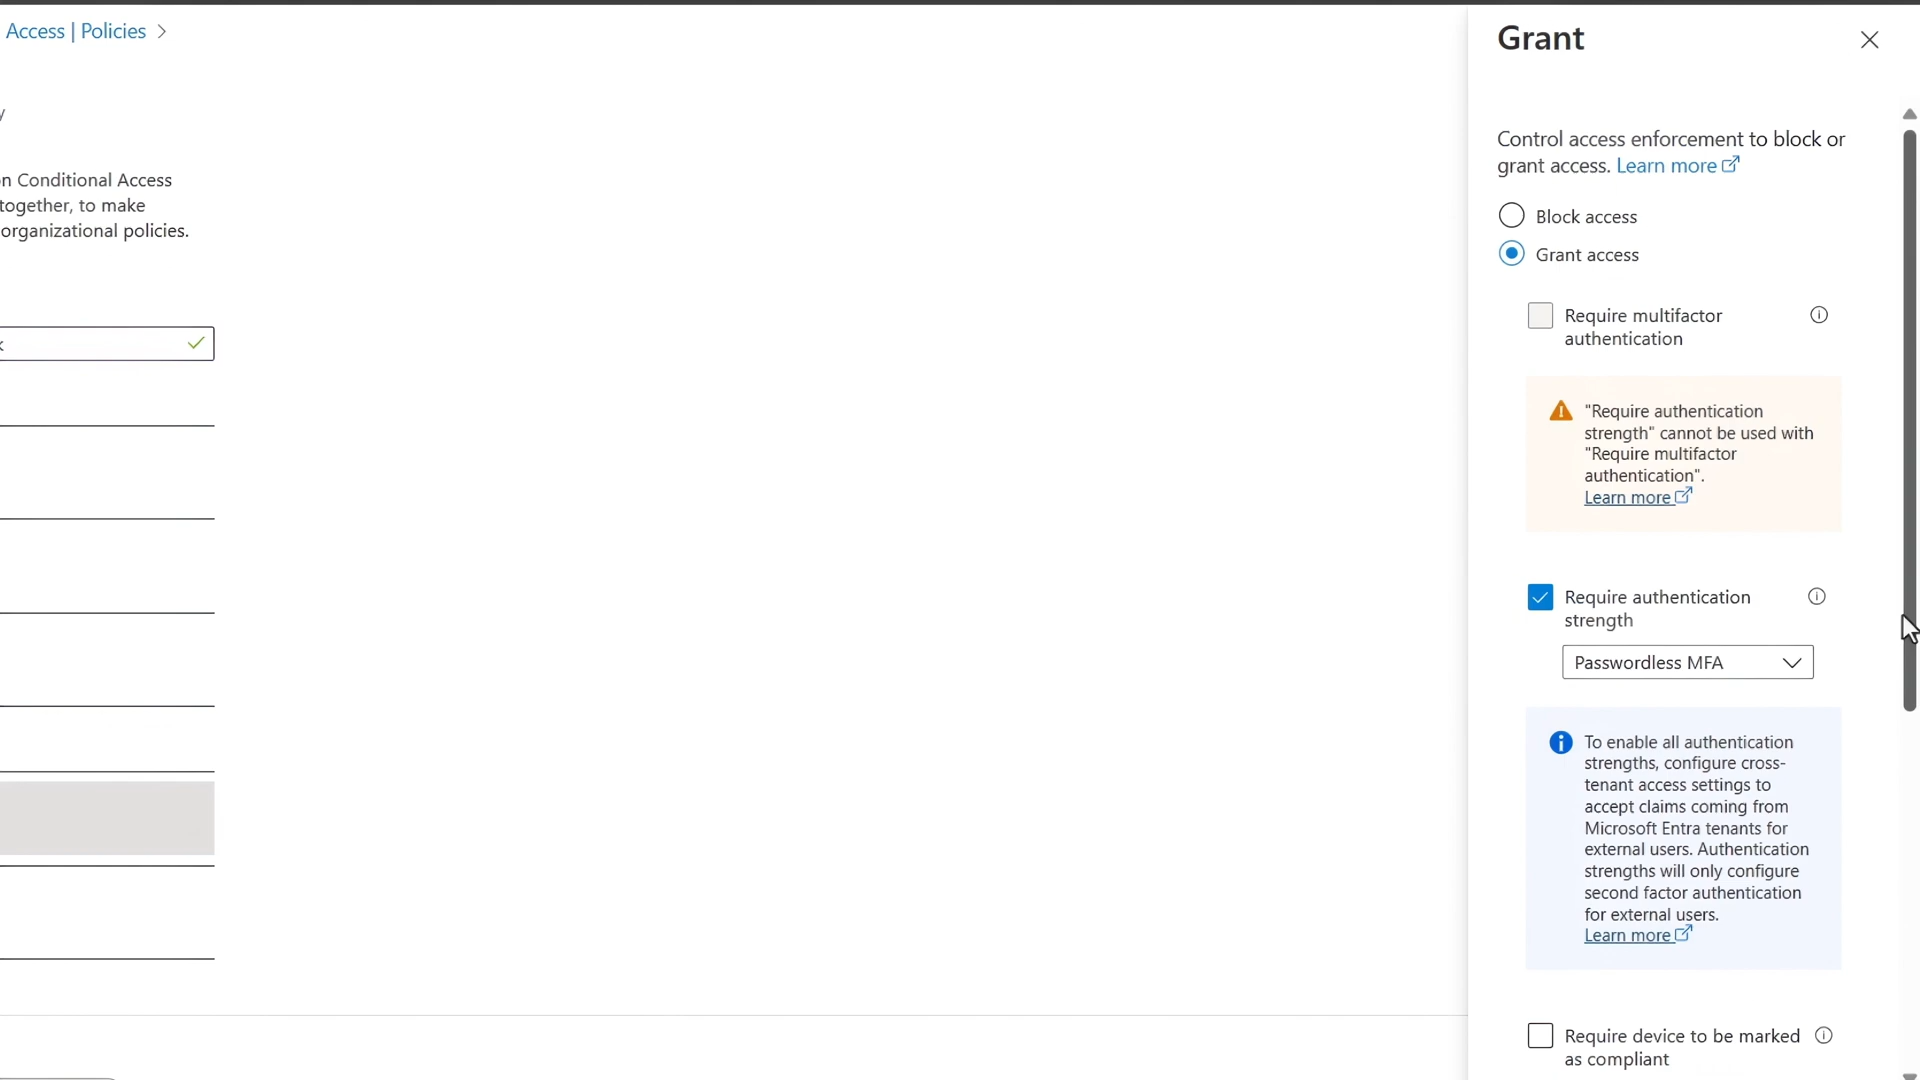 Access | Policies >
y
n Conditional Access
together, to make
organizational policies.
Grant
Control access enforcement to block or
grant access. Learn more
Block access
Grant access
Require multifactor
authentication
"Require authentication
strength" cannot be used with
"Require multifactor
authentication".
Learn more
Require authentication
strength
Passwordless MFA
To enable all authentication
strengths, configure cross-
tenant access settings to
accept claims coming from
Microsoft Entra tenants for
external users. Authentication
strengths will only configure
second factor authentication
for external users.
Learn more
Require device to be marked
as compliant